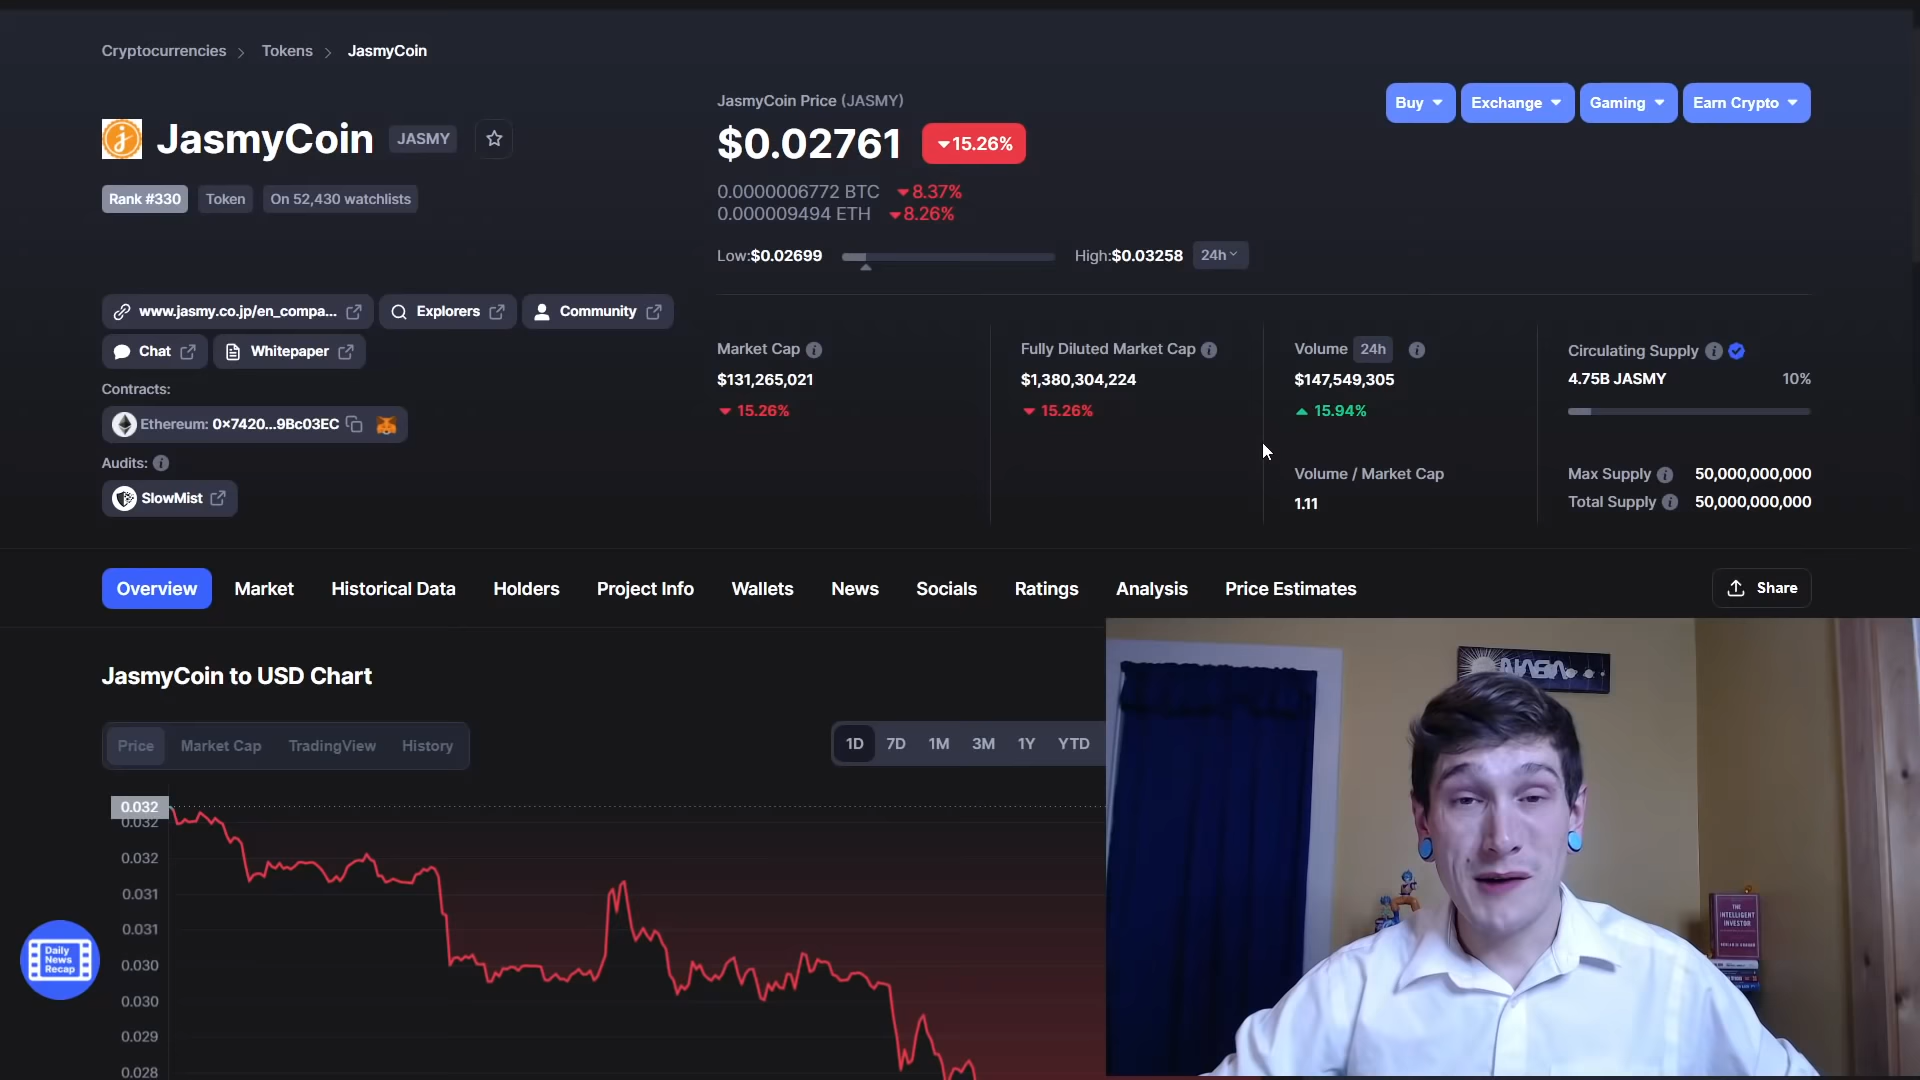 Cryptocurrencies > Tokens > JasmyCoin
JasmyCoin JASMY
Rank #330 Token On 52,430 watchlists
JasmyCoin Price (JASMY)
$0.02761 15.26%
0.0000006772 BTC 8.37%
0.000009494 ETH 8.26%
Low:$0.02699 High:$0.03258 24h
Buy Exchange Gaming Earn Crypto
www.jasmy.co.jp/en_compa... Explorers Community
Chat Whitepaper
Contracts:
Ethereum: 0x7420...9Bc03EC
Audits:
SlowMist
Market Cap
$131,265,021
15.26%
Fully Diluted Market Cap
$1,380,304,224
15.26%
Volume 24h
$147,549,305
15.94%
Volume / Market Cap
1.11
Circulating Supply
4.75B JASMY 10%
Max Supply 50,000,000,000
Total Supply 50,000,000,000
Overview Market Historical Data Holders Project Info Wallets News Socials Ratings Analysis Price Estimates Share
JasmyCoin to USD Chart
Price Market Cap TradingView History
1D 7D 1M 3M 1Y YTD
0.032
0.032
0.032
0.031
0.031
0.030
0.030
0.029
0.028
Daily
News
Recap
THE
INTELLIGENT
INVESTOR